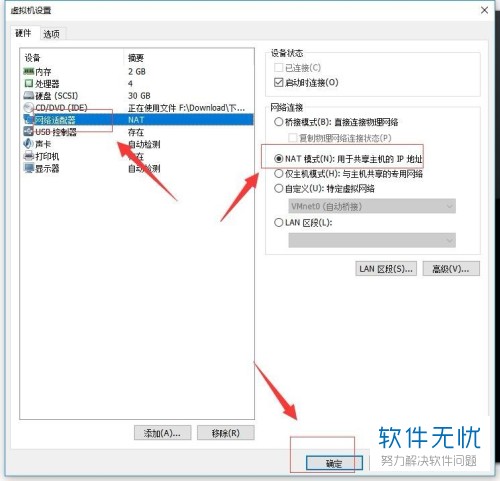 虚拟机设置
硬件 选项
设备 摘要
内存 2 GB
处理器 4
硬盘 (SCSI) 30 GB
CD/DVD (IDE) 正在使用文件 F:\Download\下...
网络适配器 NAT
USB 控制器 存在
声卡 自动检测
打印机 存在
显示器 自动检测
添加(A)... 移除(R)
设备状态
已连接(C)
启动时连接(O)
网络连接
桥接模式(B): 直接连接物理网络
复制物理网络连接状态(P)
NAT 模式(N): 用于共享主机的 IP 地址
仅主机模式(H): 与主机共享的专用网络
自定义(U): 特定虚拟网络
VMnet0 (自动桥接)
LAN 区段(L):
LAN 区段(S)... 高级(V)...
确定
软件无忧
努力解决软件问题